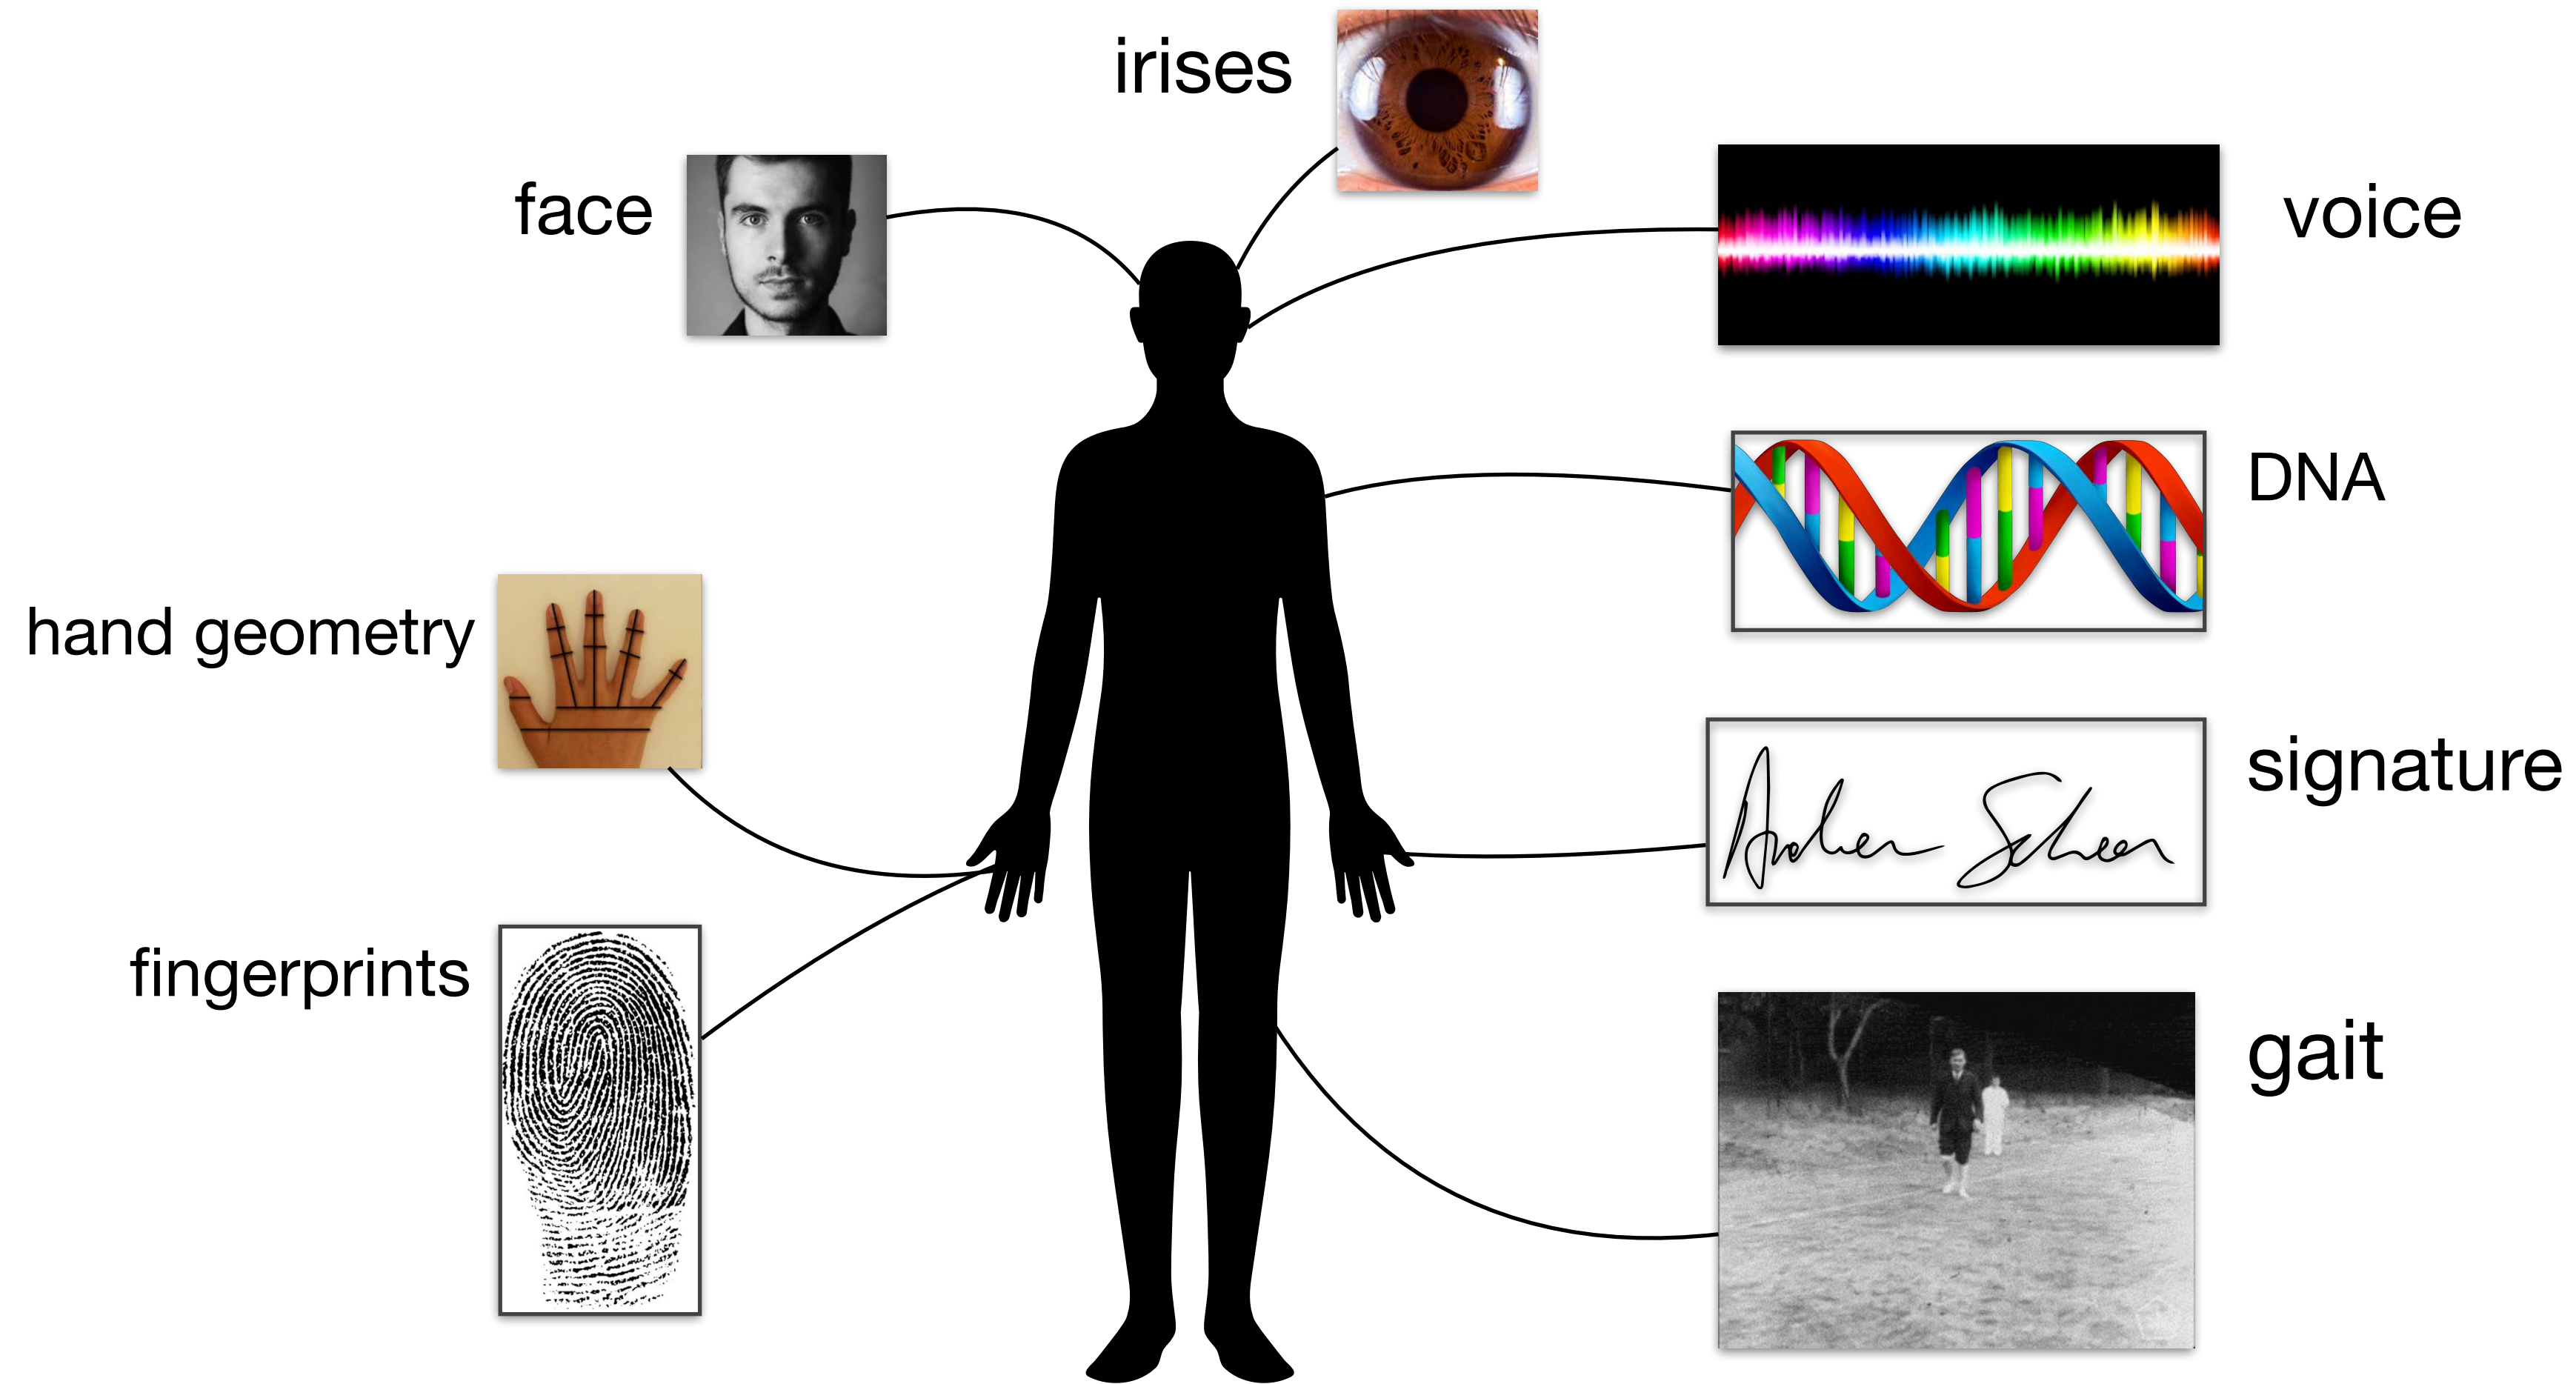 irises
face
voice
DNA
hand geometry
signature
fingerprints
gait